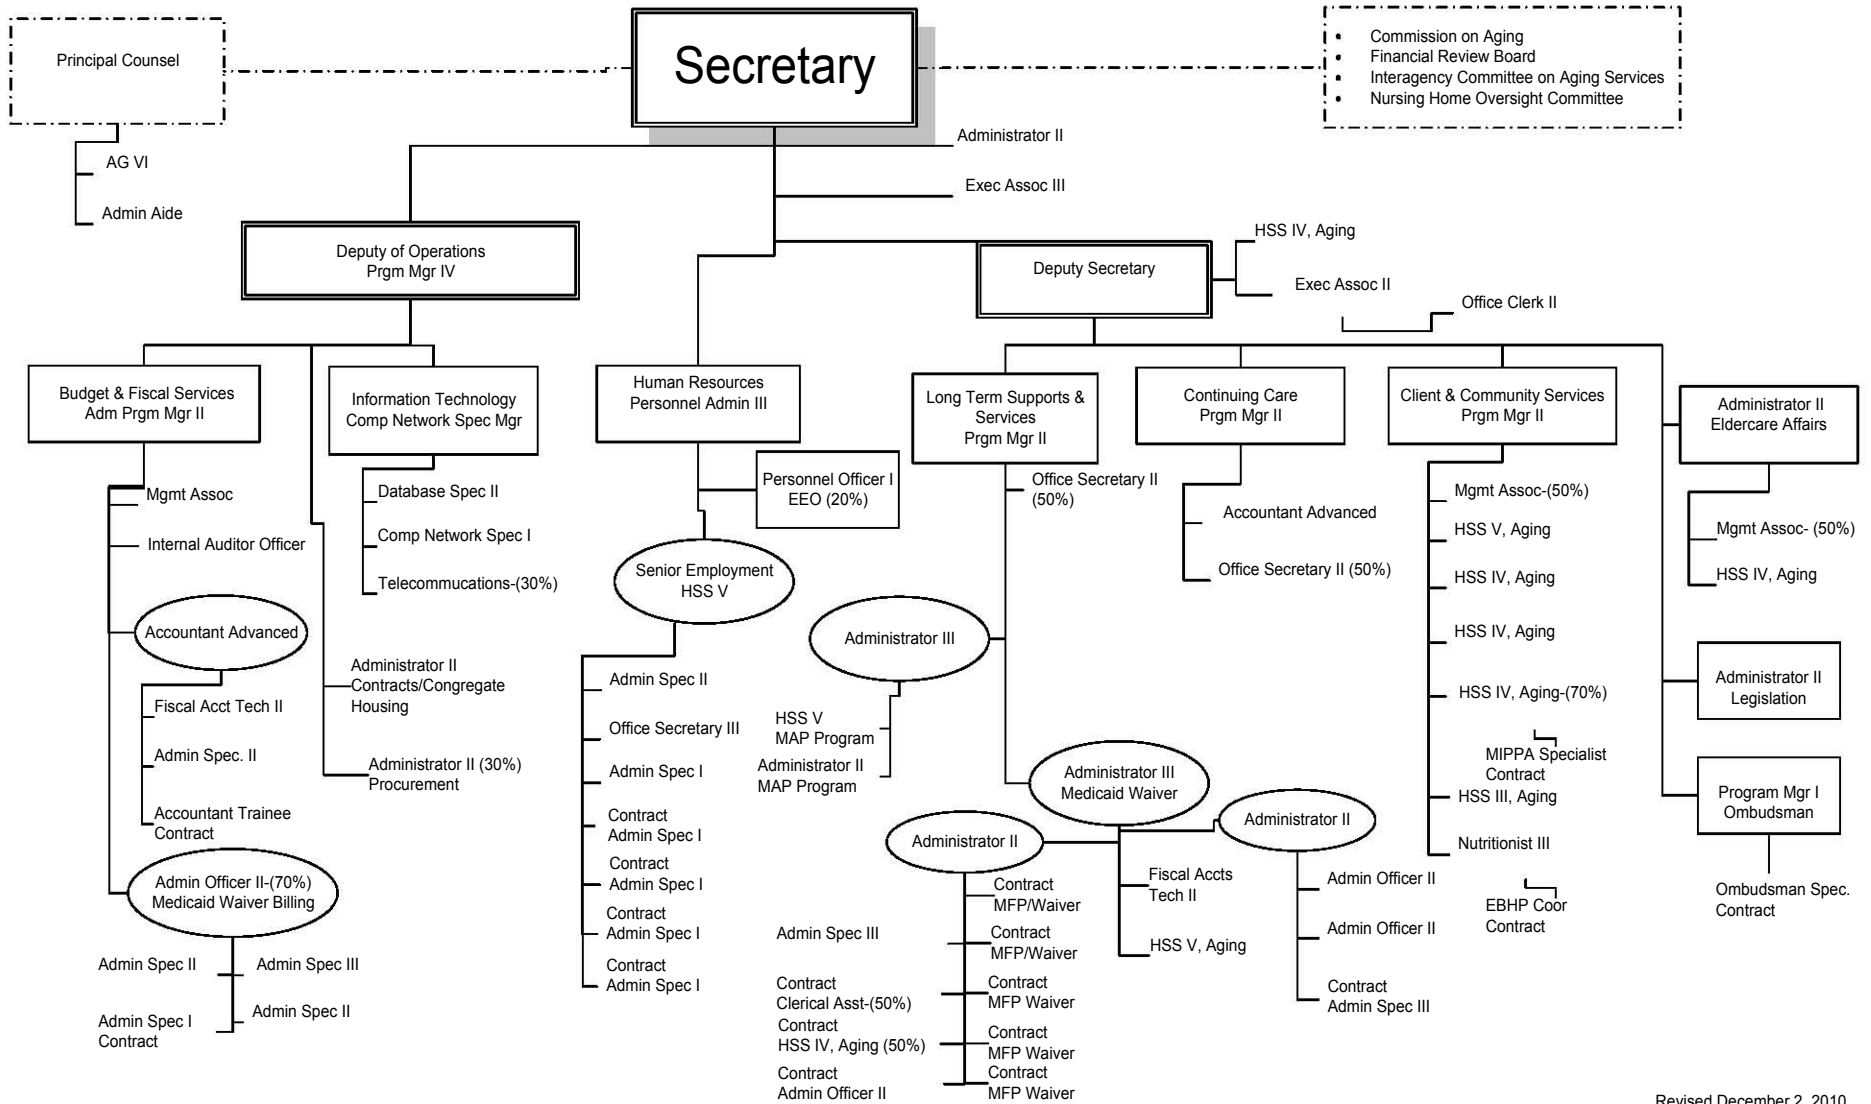 Principal Counsel
Secretary
• Commission on Aging
• Financial Review Board
• Interagency Committee on Aging Services
• Nursing Home Oversight Committee
AG VI
Admin Aide
Administrator II
Exec Assoc III
Deputy of Operations
Prgm Mgr IV
Deputy Secretary
HSS IV, Aging
Exec Assoc II
Office Clerk II
Budget & Fiscal Services
Adm Prgm Mgr II
Information Technology
Comp Network Spec Mgr
Human Resources
Personnel Admin III
Long Term Supports &
Services
Prgm Mgr II
Continuing Care
Prgm Mgr II
Client & Community Services
Prgm Mgr II
Administrator II
Eldercare Affairs
Mgmt Assoc
Internal Auditor Officer
Accountant Advanced
Fiscal Acct Tech II
Admin Spec. II
Accountant Trainee
Contract
Admin Officer II-(70%)
Medicaid Waiver Billing
Admin Spec II
Admin Spec III
Admin Spec I
Contract
Admin Spec II
Administrator II
Contracts/Congregate
Housing
Administrator II (30%)
Procurement
Database Spec II
Comp Network Spec I
Telecommucations-(30%)
Personnel Officer I
EEO (20%)
Senior Employment
HSS V
Admin Spec II
Office Secretary III
Admin Spec I
Contract
Admin Spec I
Contract
Admin Spec I
Contract
Admin Spec I
Contract
Admin Spec I
Office Secretary II
(50%)
Administrator III
HSS V
MAP Program
Administrator II
MAP Program
Administrator III
Medicaid Waiver
Administrator II
Contract
MFP/Waiver
Admin Spec III
Contract
MFP/Waiver
Contract
Clerical Asst-(50%)
Contract
MFP Waiver
Contract
HSS IV, Aging (50%)
Contract
MFP Waiver
Contract
Admin Officer II
Contract
MFP Waiver
Fiscal Accts
Tech II
HSS V, Aging
Administrator II
Admin Officer II
Admin Officer II
Contract
Admin Spec III
Accountant Advanced
Office Secretary II (50%)
Mgmt Assoc-(50%)
HSS V, Aging
HSS IV, Aging
HSS IV, Aging
HSS IV, Aging-(70%)
MIPPA Specialist
Contract
HSS III, Aging
Nutritionist III
EBHP Coor
Contract
Mgmt Assoc- (50%)
HSS IV, Aging
Administrator II
Legislation
Program Mgr I
Ombudsman
Ombudsman Spec.
Contract
Revised December 2, 2010